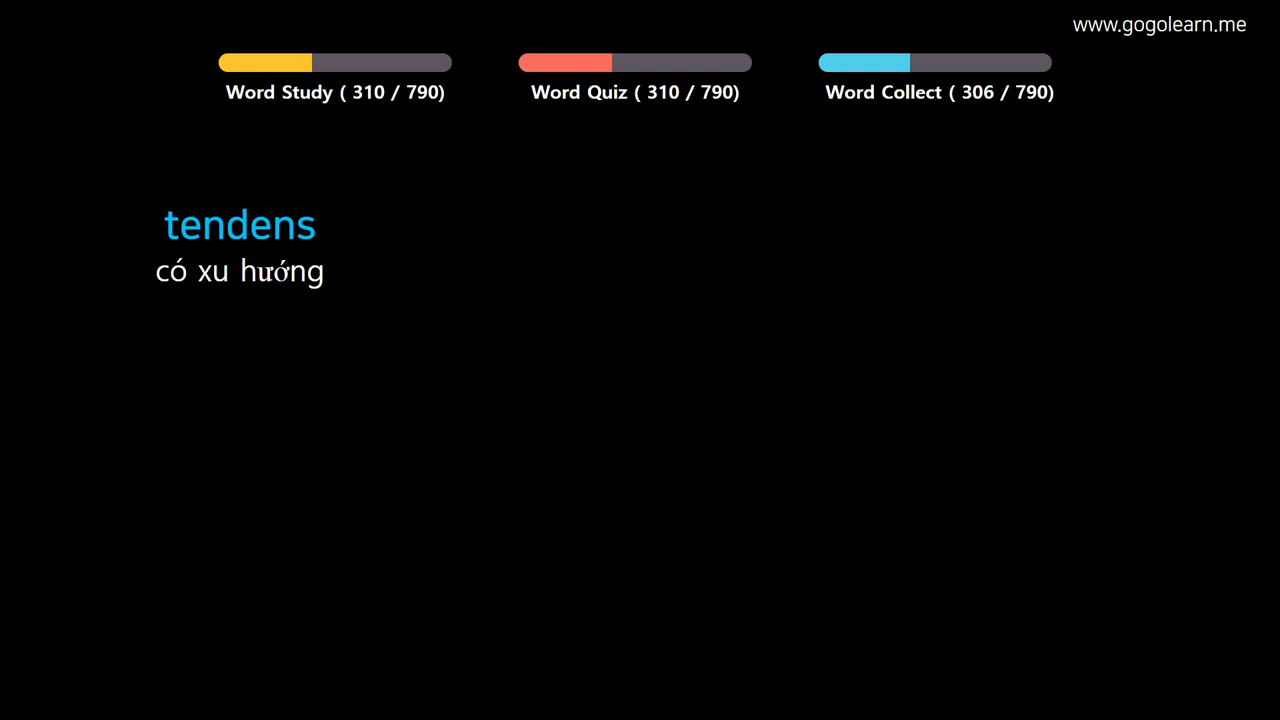 www.gogolearn.me
Word Study ( 310 / 790)
Word Quiz ( 310 / 790)
Word Collect ( 306 / 790)
tendens
có xu hướng